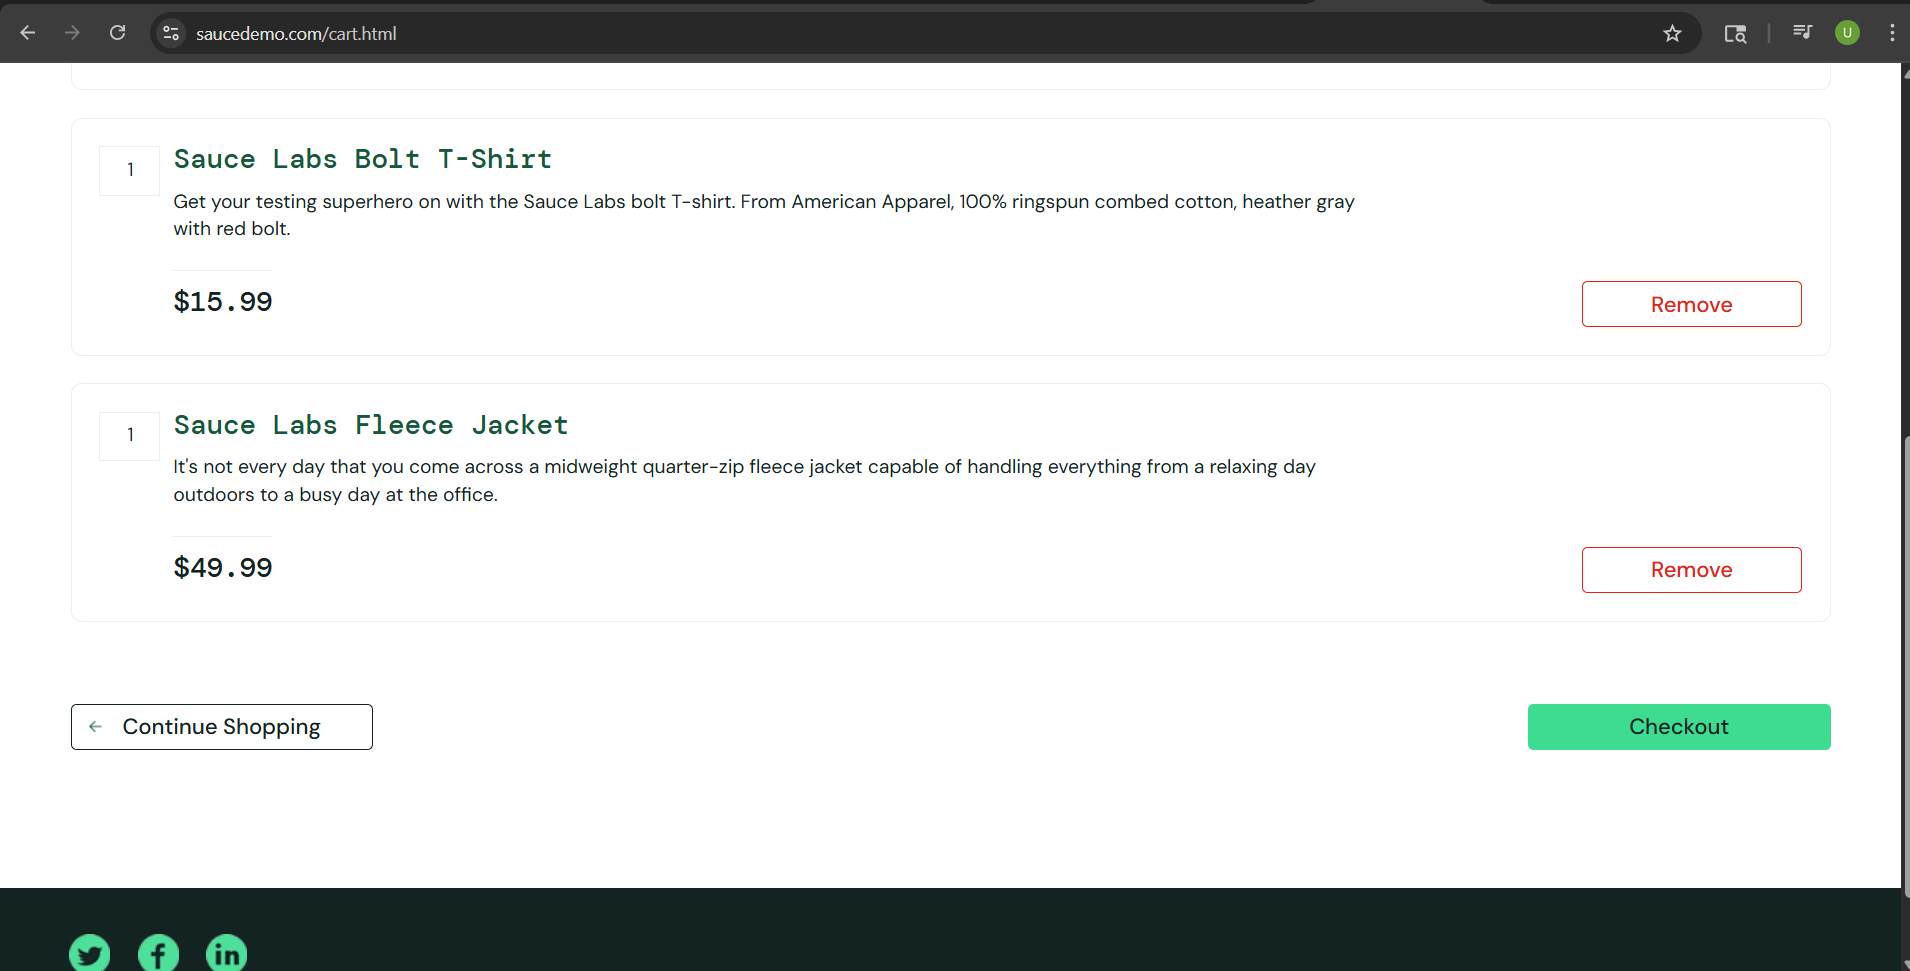 saucedemo.com/cart.html
U
1
Sauce Labs Bolt T-Shirt
Get your testing superhero on with the Sauce Labs bolt T-shirt. From American Apparel, 100% ringspun combed cotton, heather gray
with red bolt.
$15.99
Remove
1
Sauce Labs Fleece Jacket
It's not every day that you come across a midweight quarter-zip fleece jacket capable of handling everything from a relaxing day
outdoors to a busy day at the office.
$49.99
Remove
Continue Shopping
Checkout
f
in